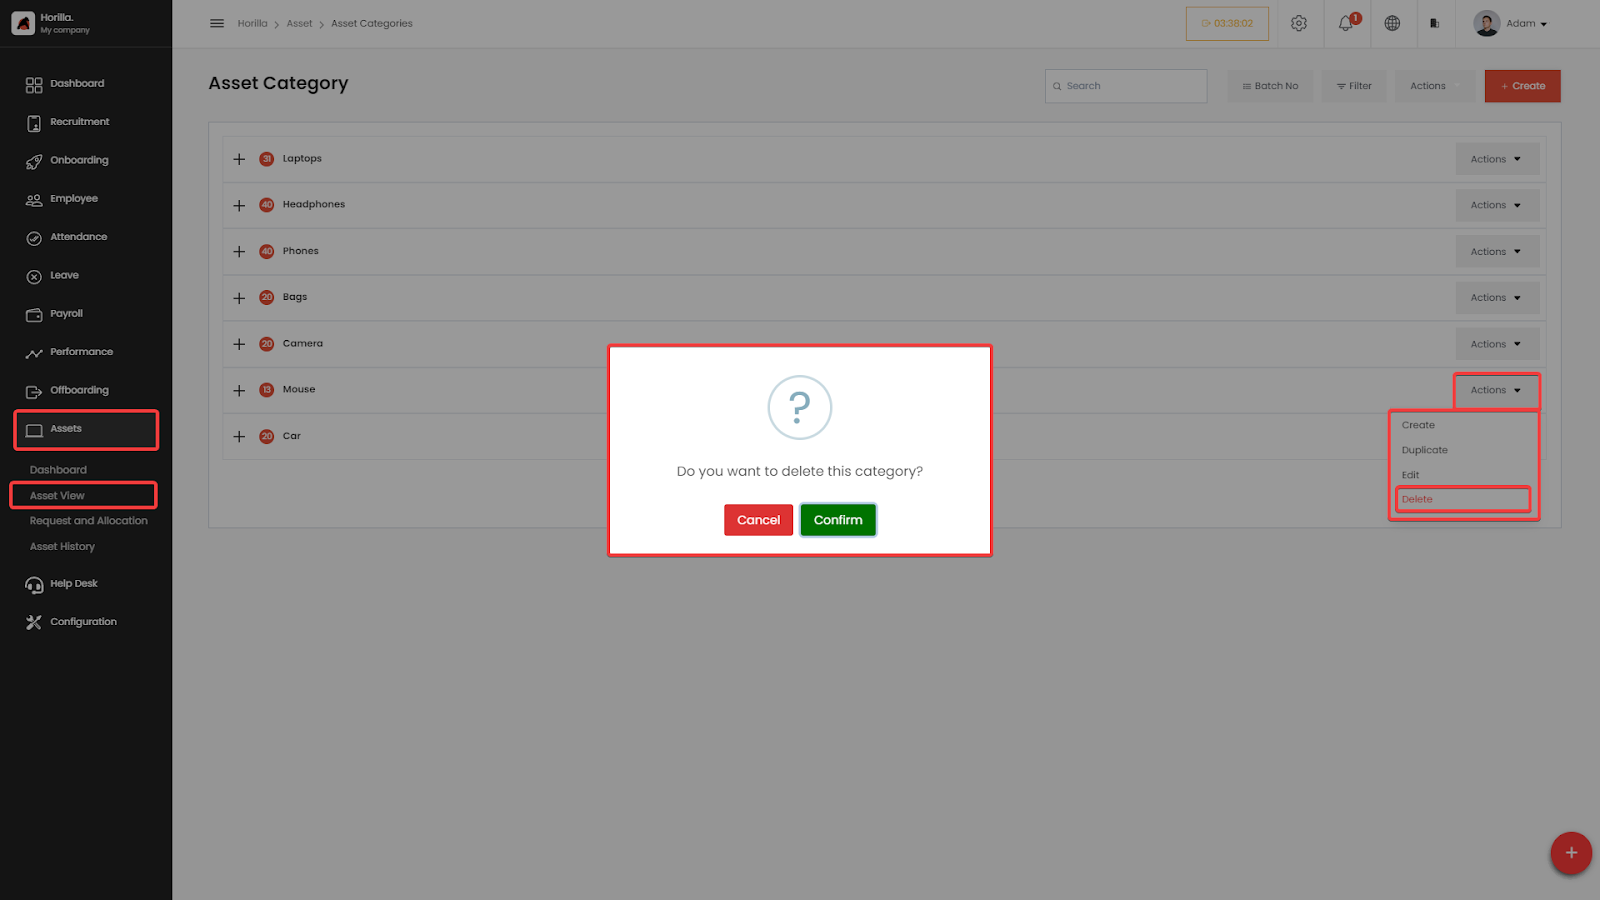 Horilla.
My company
Dashboard
Recruitment
Onboarding
Employee
Attendance
Leave
Payroll
Performance
Offboarding
Assets
Dashboard
Asset View
Request and Allocation
Asset History
Help Desk
Configuration
Horilla > Asset > Asset Categories
03:38:02
1
Adam
Asset Category
Search
Batch No
Filter
Actions
+ Create
31 Laptops Actions
40 Headphones Actions
40 Phones Actions
20 Bags Actions
20 Camera Actions
13 Mouse Actions
20 Car
Create
Duplicate
Edit
Delete
?
Do you want to delete this category?
Cancel
Confirm
+